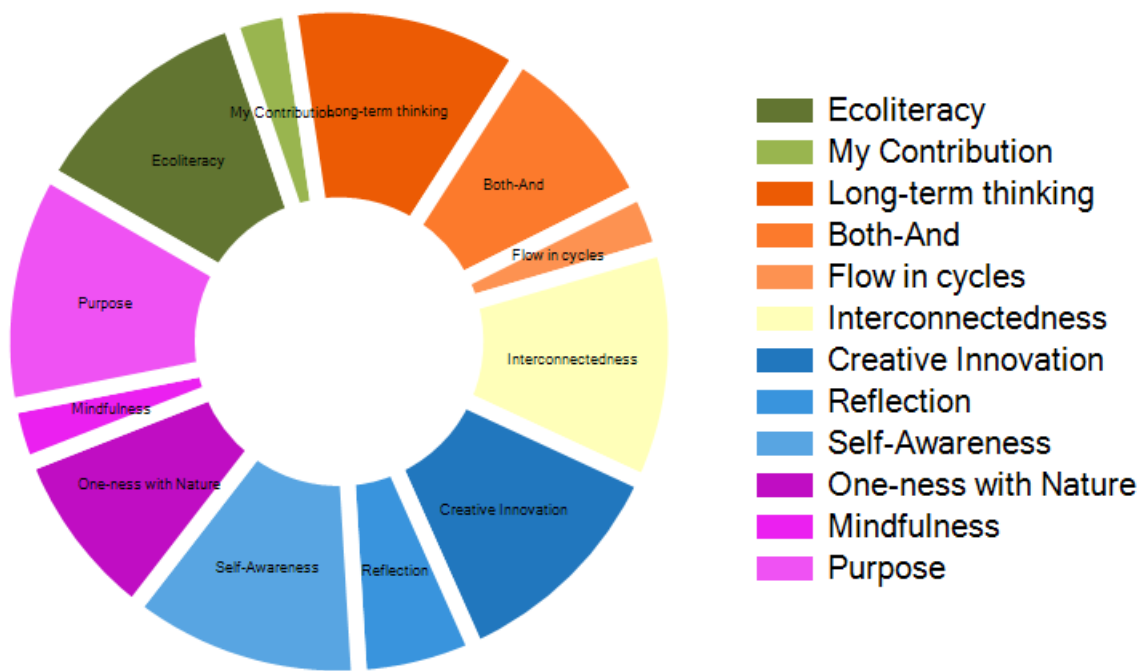 My Contribution
Long-term thinking
Ecoliteracy
Both-And
Flow in cycles
Purpose
Interconnectedness
Mindfulness
One-ness with Nature
Creative Innovation
Self-Awareness
Reflection
Ecoliteracy
My Contribution
Long-term thinking
Both-And
Flow in cycles
Interconnectedness
Creative Innovation
Reflection
Self-Awareness
One-ness with Nature
Mindfulness
Purpose